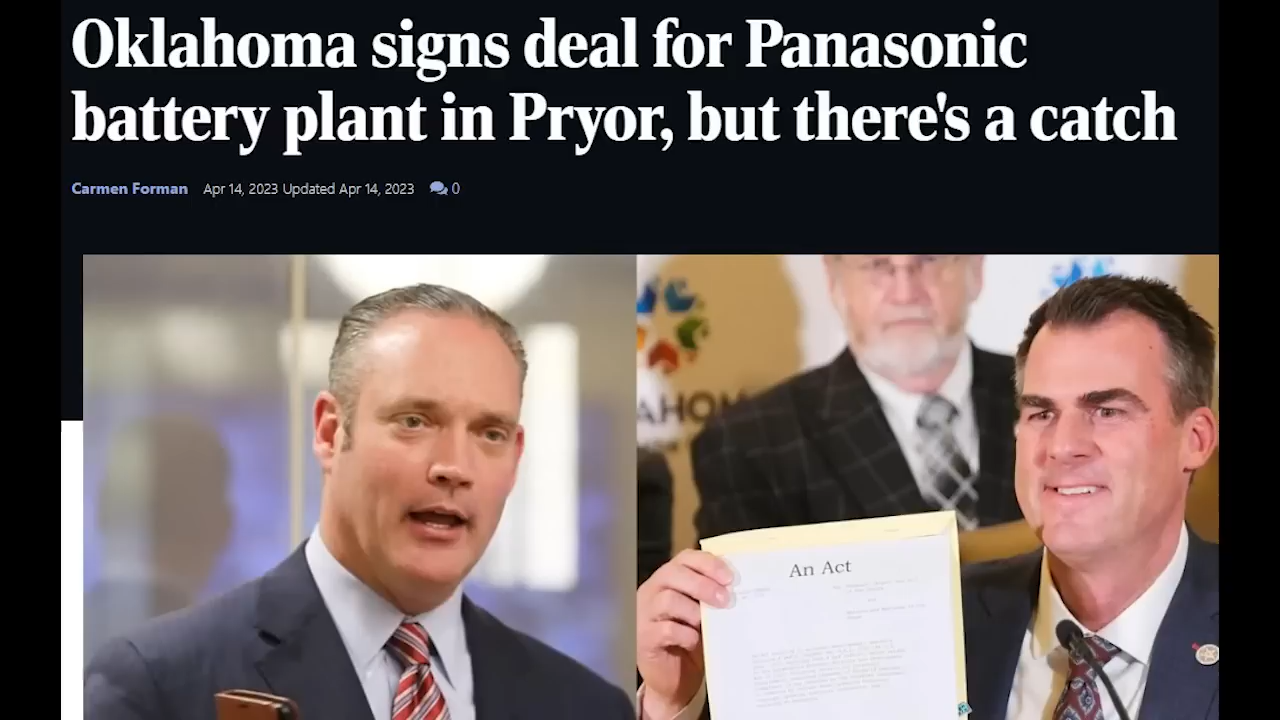 Oklahoma signs deal for Panasonic
battery plant in Pryor, but there's a catch
Carmen Forman Apr 14, 2023 Updated Apr 14, 2023 0
An Act